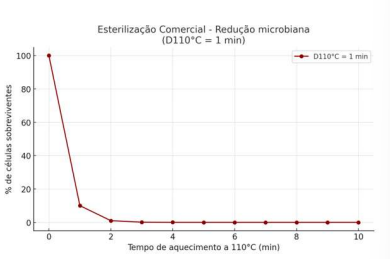 Esterilização Comercial - Redução microbiana
(D110°C = 1 min)
D110°C = 1 min
% de células sobreviventes
100
80
60
40
20
0
0 2 4 6 8 10
Tempo de aquecimento a 110°C (min)